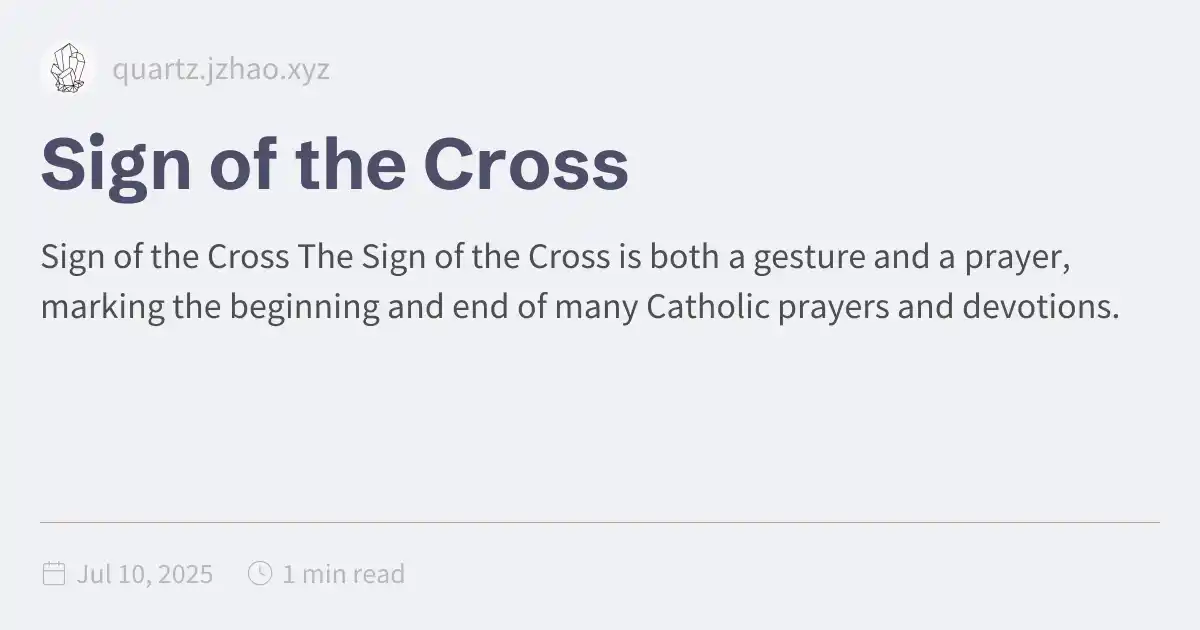 quartz.jzhao.xyz
Sign of the Cross
Sign of the Cross The Sign of the Cross is both a gesture and a prayer,
marking the beginning and end of many Catholic prayers and devotions.
Jul 10, 2025 1 min read